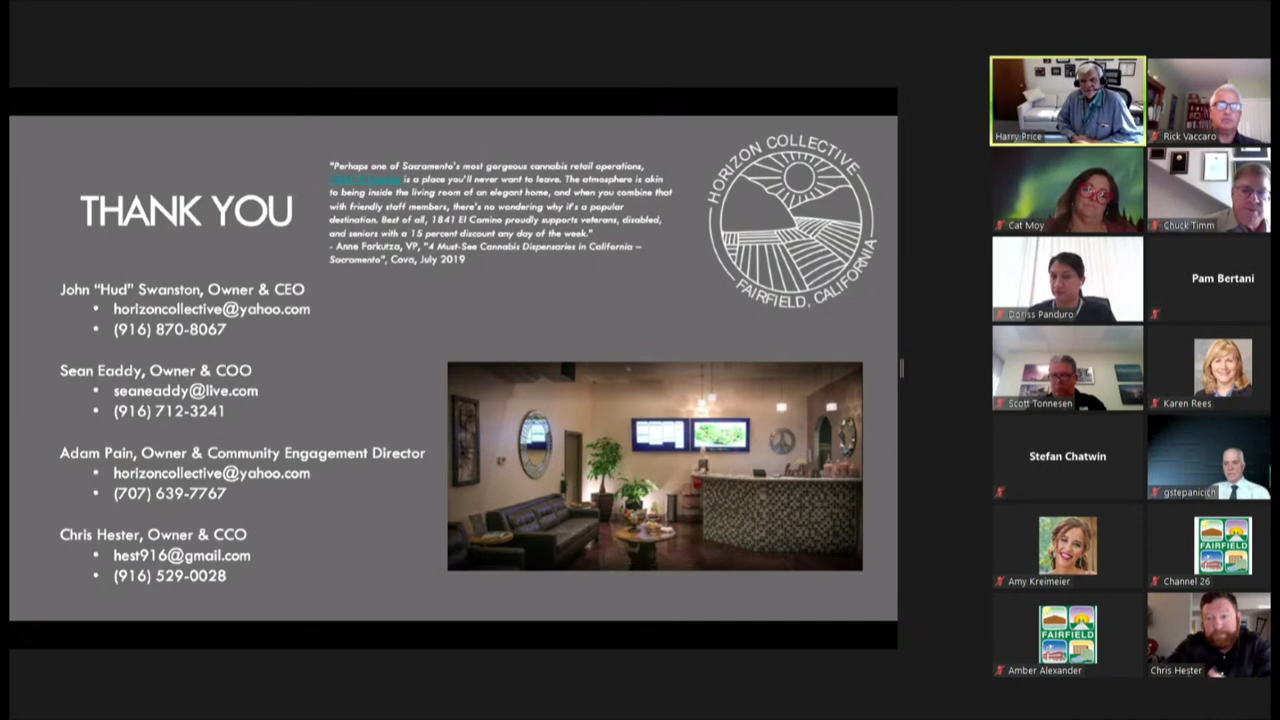 THANK YOU
"Perhaps one of Sacramento's most gorgeous cannabis retail operations,
is a place you'll never want to leave. The atmosphere is akin
to being inside the living room of an elegant home, and when you combine that
with friendly staff members, there's no wondering why it's a popular
destination. Best of all, 1841 El Camino proudly supports veterans, disabled,
and seniors with a 15 percent discount any day of the week."
- Anne Forkutza, VP, "4 Must-See Cannabis Dispensaries in California –
Sacramento", Cova, July 2019
HORIZON COLLECTIVE
FAIRFIELD, CALIFORNIA
John "Hud" Swanston, Owner & CEO
• horizoncollective@yahoo.com
• (916) 870-8067
Sean Eaddy, Owner & COO
• seaneaddy@live.com
• (916) 712-3241
Adam Pain, Owner & Community Engagement Director
• horizoncollective@yahoo.com
• (707) 639-7767
Chris Hester, Owner & CCO
• hest916@gmail.com
• (916) 529-0028
Harry Price
Rick Vaccaro
Cat Moy
Chuck Timm
Doriss Panduro
Pam Bertani
Scott Tonnesen
Karen Rees
Stefan Chatwin
gstepanicich
Amy Kreimeier
FAIRFIELD
Channel 26
FAIRFIELD
Amber Alexander
Chris Hester